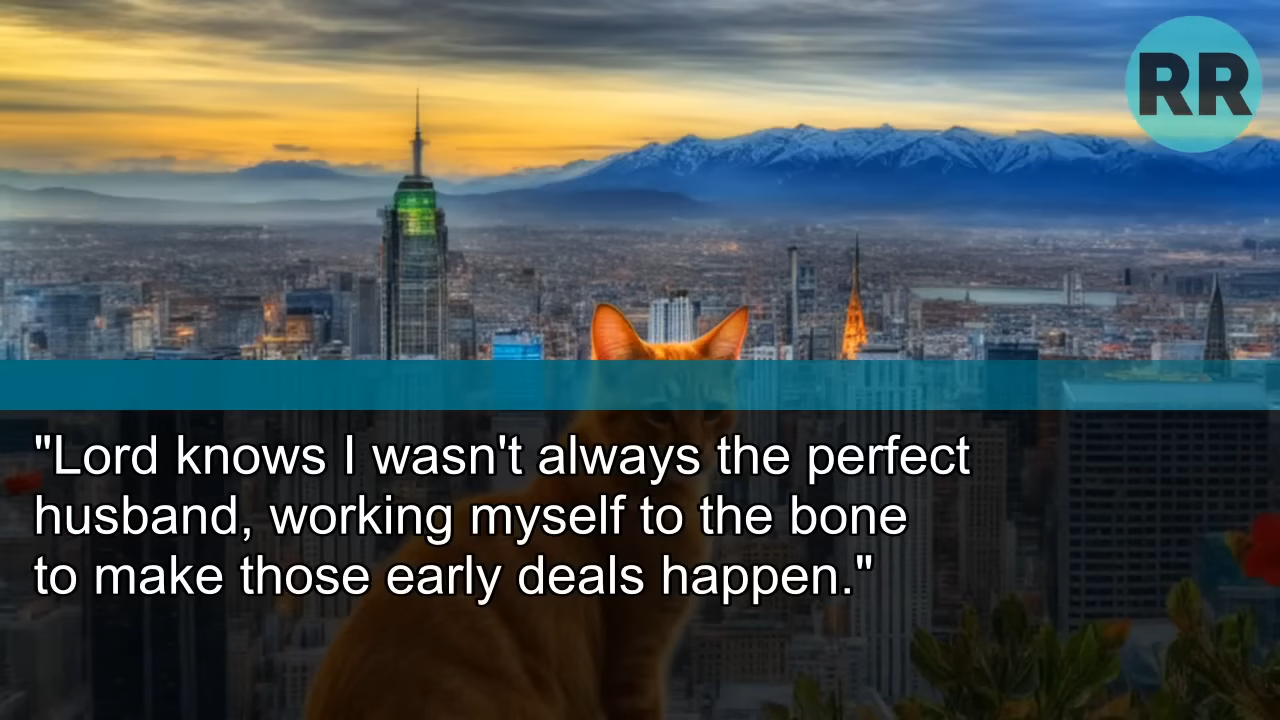 RR
"Lord knows I wasn't always the perfect
husband, working myself to the bone
to make those early deals happen."